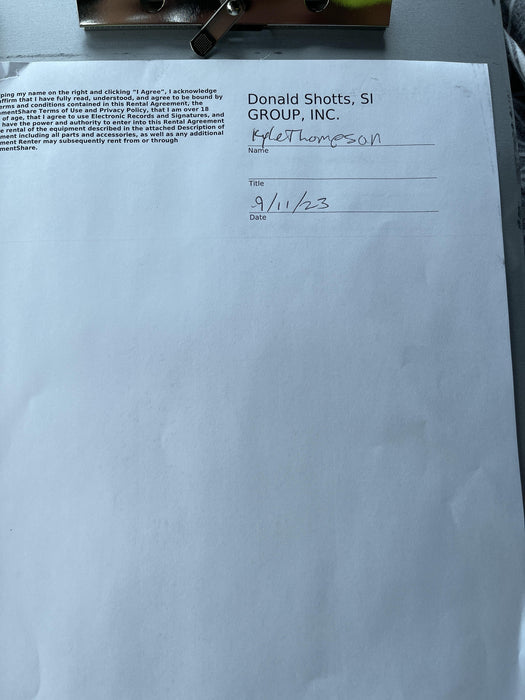 ping my name on the right and clicking "I Agree", I acknowledge
affirm that I have fully read, understood, and agree to be bound by
erms and conditions contained in this Rental Agreement, the
mentShare Terms of Use and Privacy Policy, that I am over 18
of age, that I agree to use Electronic Records and Signatures, and
have the power and authority to enter into this Rental Agreement
e rental of the equipment described in the attached Description of
ment including all parts and accessories, as well as any additional
ment Renter may subsequently rent from or through
mentShare.
Donald Shotts, SI
GROUP, INC.
Kyle Thompson
Name
Title
9/11/23
Date